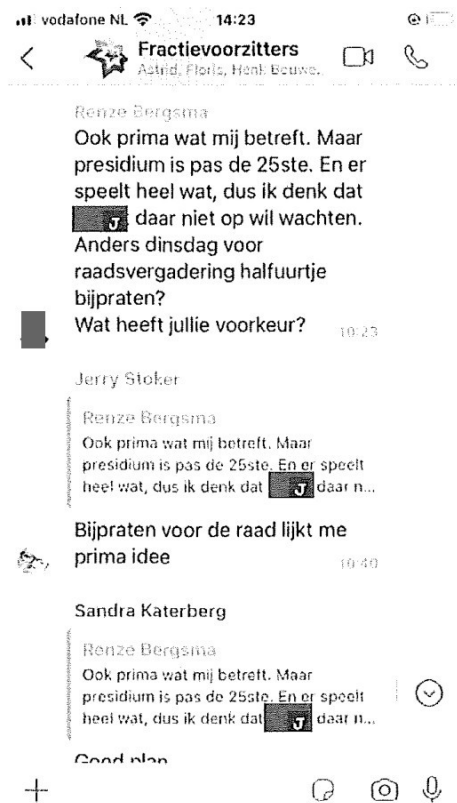 vodafone NL 14:23
Fractievoorzitters
Astrid, Floris, Henk Bouwe..
Renze Bergsma
Ook prima wat mij betreft. Maar
presidium is pas de 25ste. En er
speelt heel wat, dus ik denk dat
J daar niet op wil wachten.
Anders dinsdag voor
raadsvergadering halfuurtje
bijpraten?
Wat heeft jullie voorkeur? 10:23
Jerry Stoker
Renze Bergsma
Ook prima wat mij betreft. Maar
presidium is pas de 25ste. En er speelt
heel wat, dus ik denk dat J daar n...
Bijpraten voor de raad lijkt me
prima idee 10:40
Sandra Katerberg
Renze Bergsma
Ook prima wat mij betreft. Maar
presidium is pas de 25ste. En er speelt
heel wat, dus ik denk dat J daar n...
Good plan